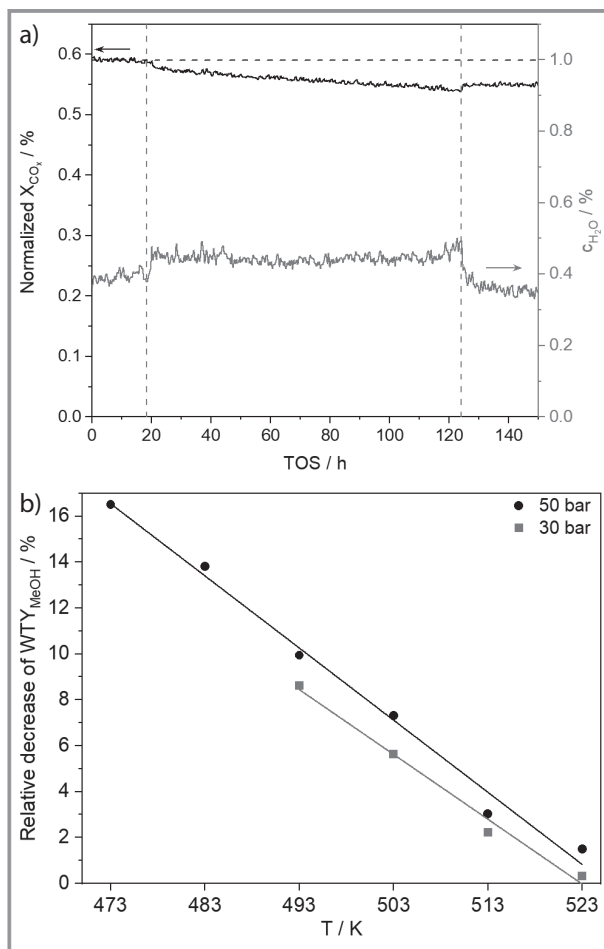 a)
0.6
0.5
0.4
0.3
0.2
0.1
0.0
Normalized X_CO_x / %
1.0
0.8
0.6
0.4
0.2
0.0
c_H_2O / %
0 20 40 60 80 100 120 140
TOS / h
b)
50 bar
30 bar
16
14
12
10
8
6
4
2
0
Relative decrease of WTY_MeOH / %
473 483 493 503 513 523
T / K